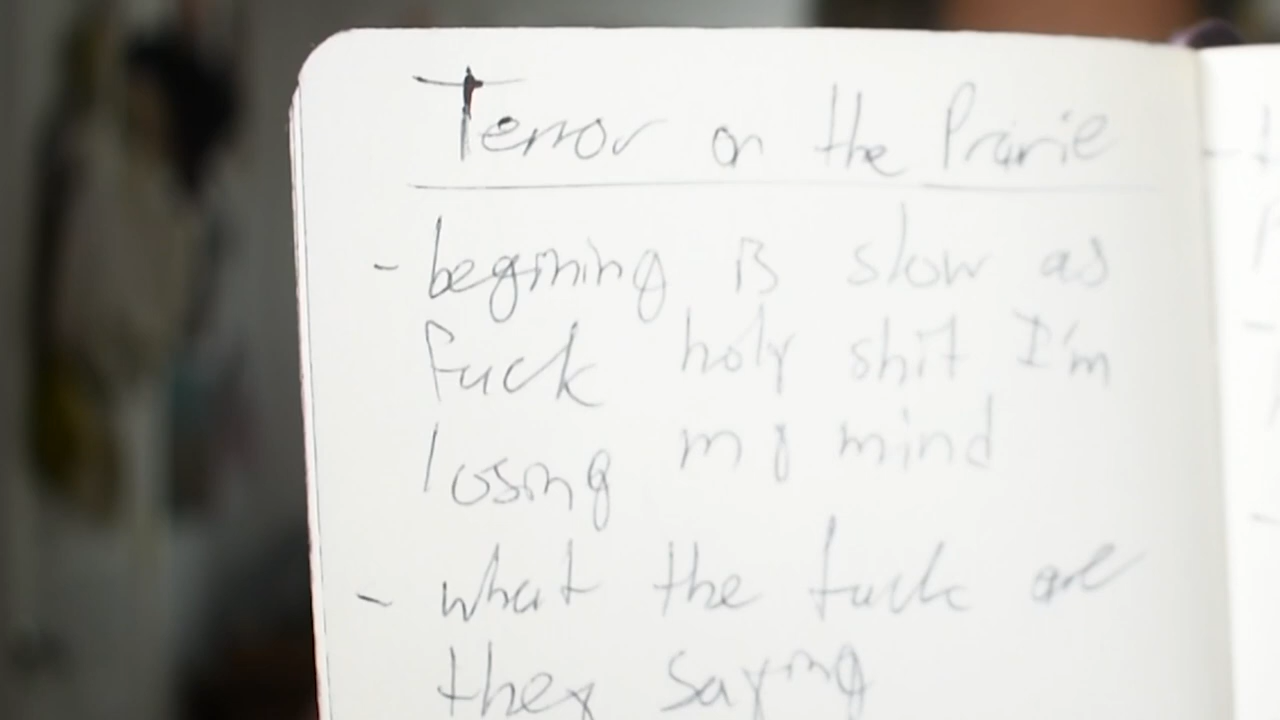 Terror on the Prairie
- begining is slow as
fuck holy shit I'm
losing my mind
- what the fuck are
they saying